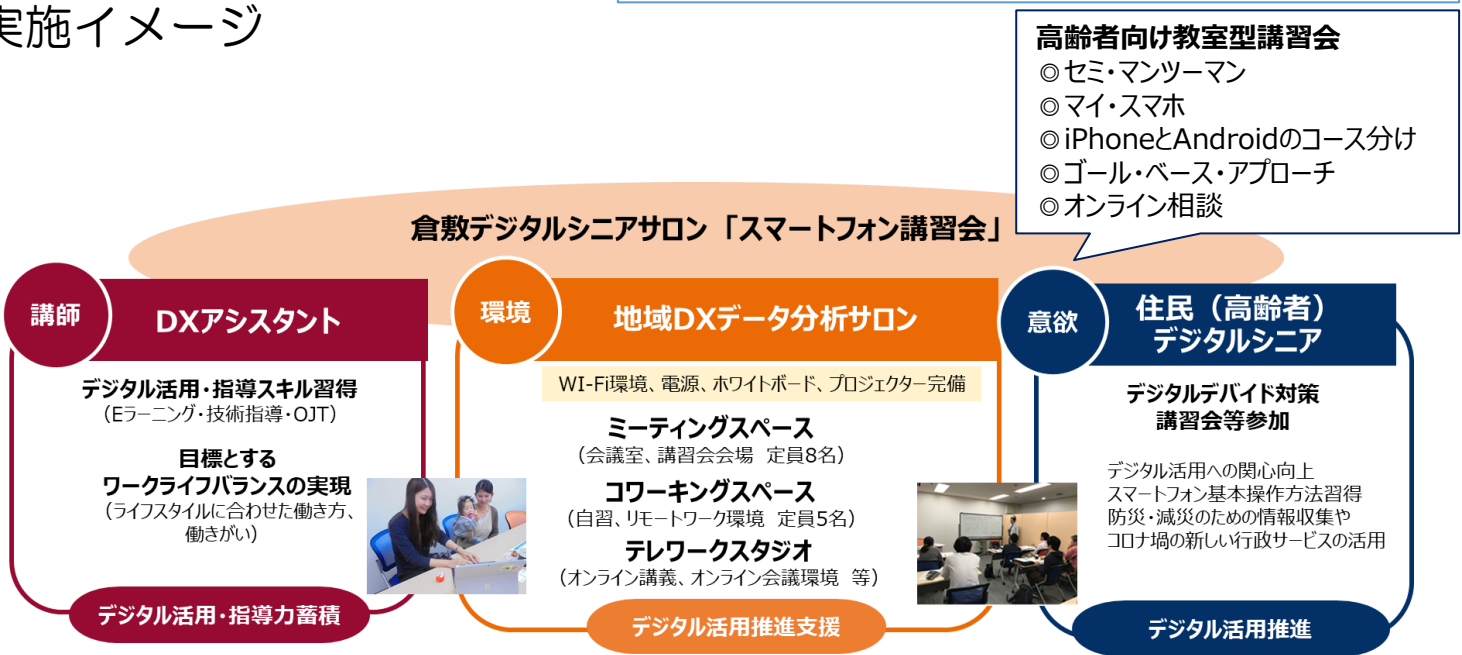 実施イメージ
高齢者向け教室型講習会
◎セミ・マンツーマン
◎マイ・スマホ
◎iPhoneとAndroidのコース分け
◎ゴール・ベース・アプローチ
◎オンライン相談
倉敷デジタルシニアサロン「スマートフォン講習会」
講師
DXアシスタント
デジタル活用・指導スキル習得
（Eラーニング・技術指導・OJT）
目標とする
ワークライフバランスの実現
（ライフスタイルに合わせた働き方、
働きがい）
デジタル活用・指導力蓄積
環境
地域DXデータ分析サロン
WI-Fi環境、電源、ホワイトボード、プロジェクター完備
ミーティングスペース
（会議室、講習会会場 定員8名）
コワーキングスペース
（自習、リモートワーク環境 定員5名）
テレワークスタジオ
（オンライン講義、オンライン会議環境 等）
デジタル活用推進支援
意欲
住民（高齢者）
デジタルシニア
デジタルデバイド対策
講習会等参加
デジタル活用への関心向上
スマートフォン基本操作方法習得
防災・減災のための情報収集や
コロナ堝の新しい行政サービスの活用
デジタル活用推進